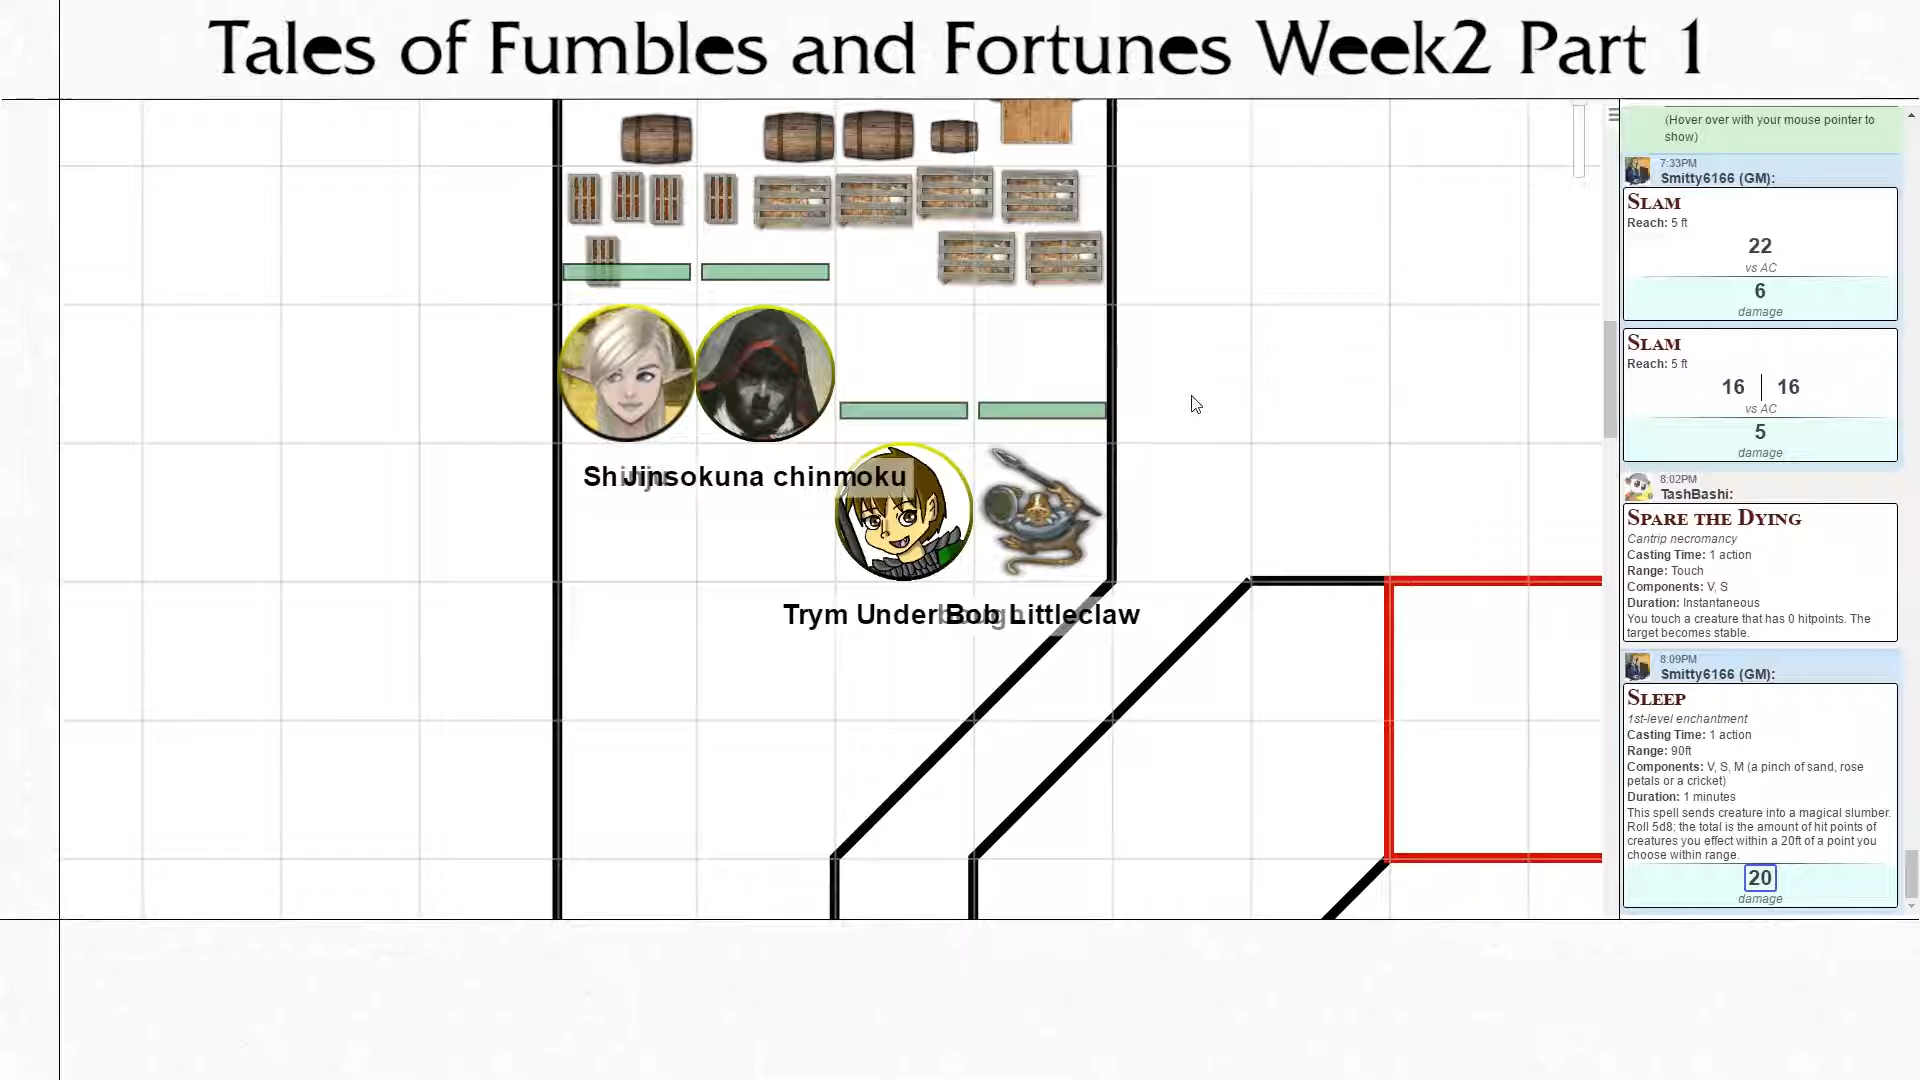 Tales of Fumbles and Fortunes Week2 Part 1
(Hover over with your mouse pointer to
show)
7:33PM
Smitty6166 (GM):
SLAM
Reach: 5 ft
22
vs AC
6
damage
SLAM
Reach: 5 ft
16 | 16
vs AC
5
damage
8:02PM
TashBashi:
SPARE THE DYING
Cantrip necromancy
Casting Time: 1 action
Range: Touch
Components: V, S
Duration: Instantaneous
You touch a creature that has 0 hitpoints. The
target becomes stable.
8:09PM
Smitty6166 (GM):
SLEEP
1st-level enchantment
Casting Time: 1 action
Range: 90ft
Components: V, S, M (a pinch of sand, rose
petals or a cricket)
Duration: 1 minutes
This spell sends creature into a magical slumber.
Roll 5d8; the total is the amount of hit points of
creatures you effect within a 20ft of a point you
choose within range.
20
damage
Jinsokuna chinmoku
Trym Underbough
Bob Littleclaw